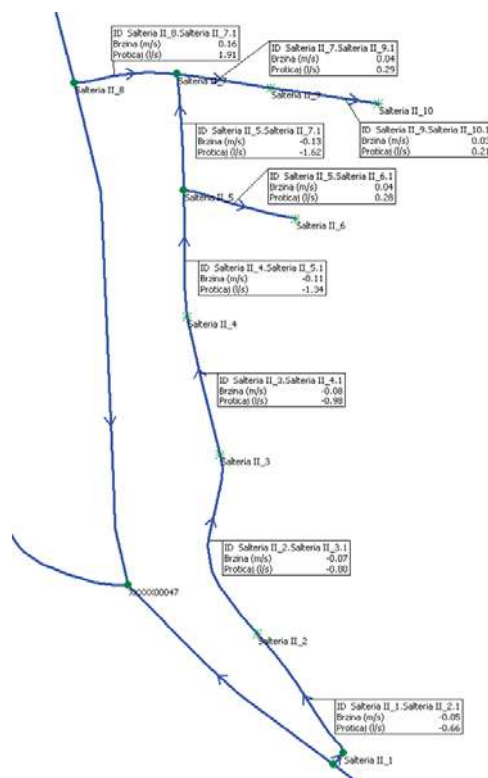 ID Salteria II_8.Salteria II_7.1
Brzina (m/s) 0.16
Proticaj (l/s) 1.91
ID Salteria II_7.Salteria II_9.1
Brzina (m/s) 0.04
Proticaj (l/s) 0.29
Salteria II_8
Salteria II_7
Salteria II_9
Salteria II_10
ID Salteria II_5.Salteria II_7.1
Brzina (m/s) -0.13
Proticaj (l/s) -1.62
ID Salteria II_9.Salteria II_10.1
Brzina (m/s) 0.03
Proticaj (l/s) 0.21
ID Salteria II_5.Salteria II_6.1
Brzina (m/s) 0.04
Proticaj (l/s) 0.28
Salteria II_5
Salteria II_6
ID Salteria II_4.Salteria II_5.1
Brzina (m/s) -0.11
Proticaj (l/s) -1.34
Salteria II_4
ID Salteria II_3.Salteria II_4.1
Brzina (m/s) -0.08
Proticaj (l/s) -0.98
Salteria II_3
ID Salteria II_2.Salteria II_3.1
Brzina (m/s) -0.07
Proticaj (l/s) -0.80
Salteria II_2
ID Salteria II_1.Salteria II_2.1
Brzina (m/s) -0.05
Proticaj (l/s) -0.66
Salteria II_1